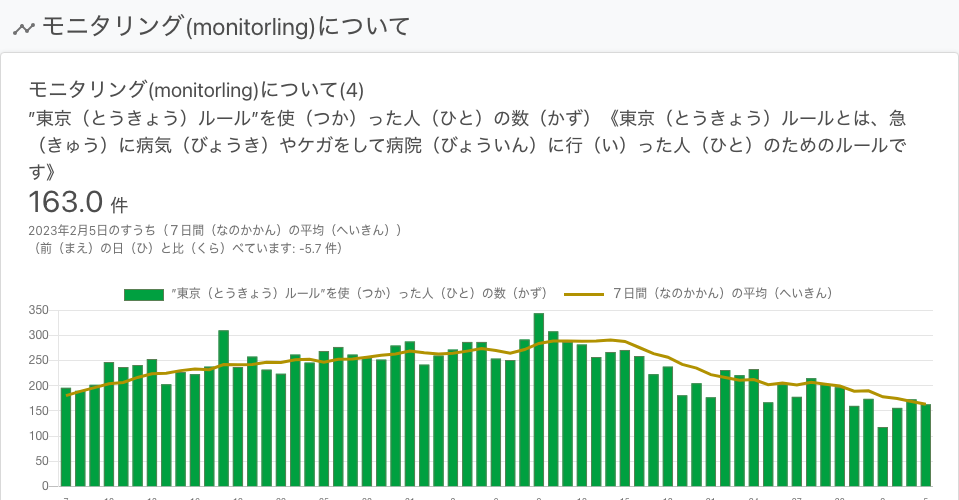 モニタリング(monitorling)について
モニタリング(monitorling)について(4)
”東京（とうきょう）ルール”を使（つか）った人（ひと）の数（かず）《東京（とうきょう）ルールとは、急
（きゅう）に病気（びょうき）やケガをして病院（びょういん）に行（い）った人（ひと）のためのルールで
す》
163.0 件
2023年2月5日のすうち（７日間（なのかかん）の平均（へいきん））
（前（まえ）の日（ひ）と比（くら）べています: -5.7 件）
”東京（とうきょう）ルール”を使（つか）った人（ひと）の数（かず） ７日間（なのかかん）の平均（へいきん）
350
300
250
200
150
100
50
0